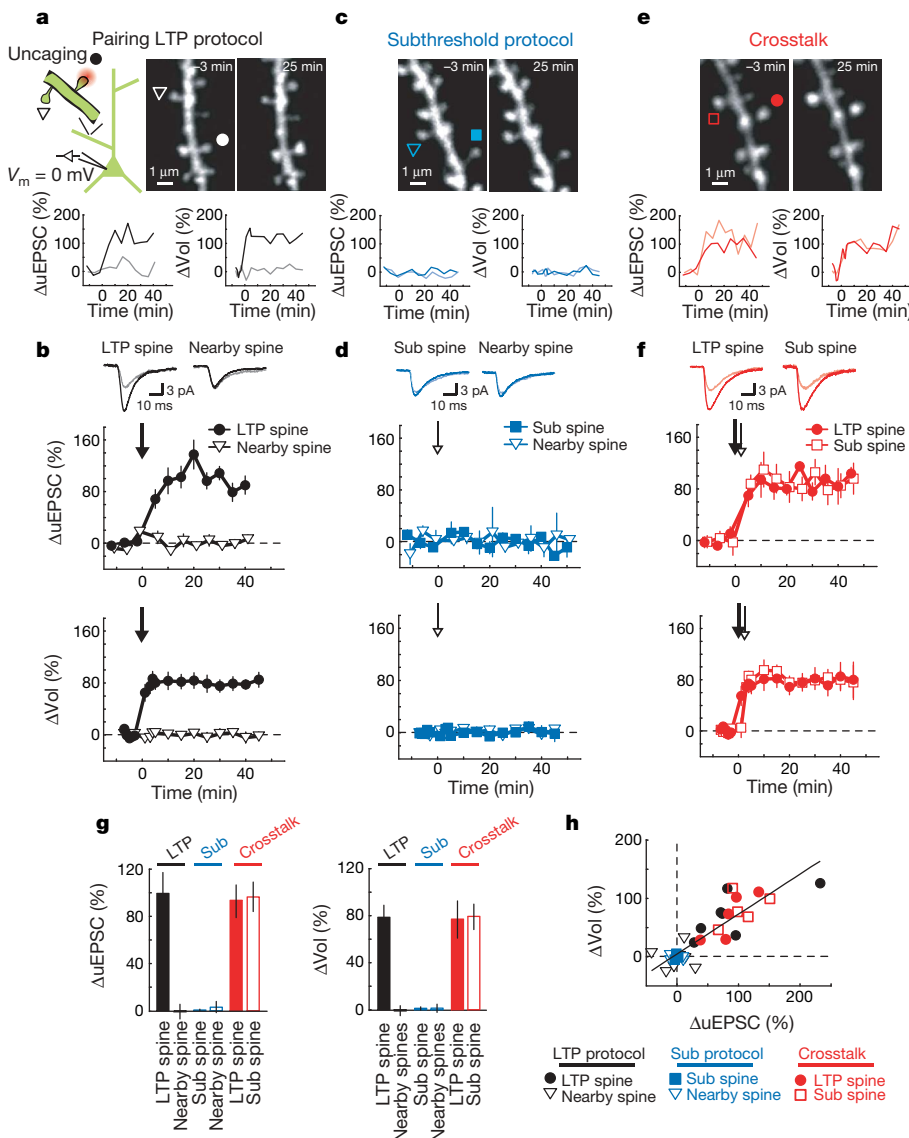 a
Pairing LTP protocol
Uncaging
Vm = 0 mV
–3 min
25 min
1 μm
ΔuEPSC (%)
200
100
0
0 20 40
Time (min)
ΔVol (%)
200
100
0
0 20 40
Time (min)
c
Subthreshold protocol
–3 min
25 min
1 μm
ΔuEPSC (%)
200
100
0
0 20 40
Time (min)
ΔVol (%)
200
100
0
0 20 40
Time (min)
e
Crosstalk
–3 min
25 min
1 μm
ΔuEPSC (%)
200
100
0
0 20 40
Time (min)
ΔVol (%)
200
100
0
0 20 40
Time (min)
b
LTP spine
Nearby spine
3 pA
10 ms
LTP spine
Nearby spine
ΔuEPSC (%)
160
80
0
0 20 40
ΔVol (%)
160
80
0
0 20 40
Time (min)
d
Sub spine
Nearby spine
3 pA
10 ms
Sub spine
Nearby spine
160
80
0
0 20 40
160
80
0
0 20 40
Time (min)
f
LTP spine
Sub spine
3 pA
10 ms
LTP spine
Sub spine
160
80
0
0 20 40
160
80
0
0 20 40
Time (min)
g
LTP
Sub
Crosstalk
ΔuEPSC (%)
120
80
40
0
LTP spine
Nearby spine
Sub spine
Nearby spine
LTP spine
Sub spine
LTP
Sub
Crosstalk
ΔVol (%)
120
80
40
0
LTP spine
Nearby spines
Sub spine
Nearby spines
LTP spine
Sub spine
h
ΔVol (%)
200
100
0
0 100 200
ΔuEPSC (%)
LTP protocol
LTP spine
Nearby spine
Sub protocol
Sub spine
Nearby spine
Crosstalk
LTP spine
Sub spine